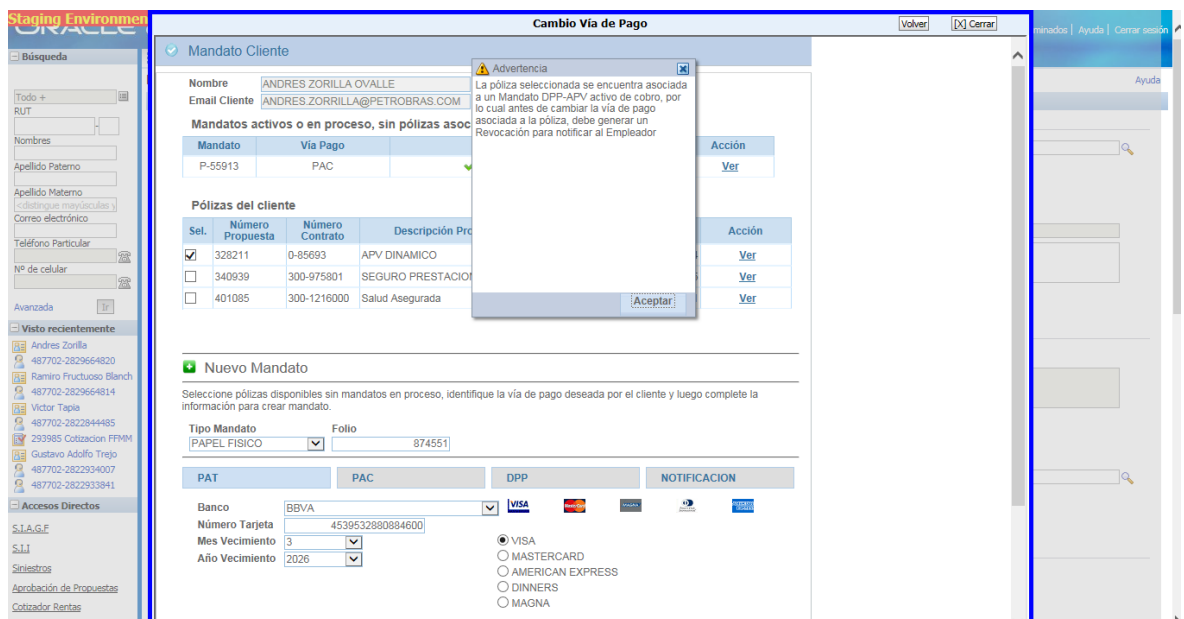 Staging Environmen
ORACLE
Cambio Vía de Pago
Volver
[X] Cerrar
minados | Ayuda | Cerrar sesión
Búsqueda
Todo +
RUT
-
Nombres
Apellido Paterno
Apellido Materno
<distingue mayúsculas y
Correo electrónico
Teléfono Particular
Nº de celular
Avanzada
Ir
Visto recientemente
Andres Zorilla
487702-2829664820
Ramiro Fructuoso Blanch
487702-2829664814
Victor Tapia
487702-2822844485
293985 Cotizacion FFMM
Gustavo Adolfo Trejo
487702-2822934007
487702-2822933841
Accesos Directos
S.I.A.G.F
S.I.I
Siniestros
Aprobación de Propuestas
Cotizador Rentas
Mandato Cliente
Nombre ANDRES ZORILLA OVALLE
Email Cliente ANDRES.ZORRILLA@PETROBRAS.COM
Mandatos activos o en proceso, sin pólizas asoc
Mandato Vía Pago Acción
P-55913 PAC Ver
Pólizas del cliente
Sel. Número Propuesta Número Contrato Descripción Pro Acción
328211 0-85693 APV DINAMICO Ver
340939 300-975801 SEGURO PRESTACION Ver
401085 300-1216000 Salud Asegurada Ver
Advertencia
La póliza seleccionada se encuentra asociada
a un Mandato DPP-APV activo de cobro, por
lo cual antes de cambiar la vía de pago
asociada a la póliza, debe generar un
Revocación para notificar al Empleador
Aceptar
Nuevo Mandato
Seleccione pólizas disponibles sin mandatos en proceso, identifique la vía de pago deseada por el cliente y luego complete la
información para crear mandato.
Tipo Mandato Folio
PAPEL FISICO 874551
PAT PAC DPP NOTIFICACION
Banco BBVA
VISA
Número Tarjeta 4539532880884600
Mes Vecimiento 3
Año Vecimiento 2026
VISA
MASTERCARD
AMERICAN EXPRESS
DINNERS
MAGNA
Ayuda